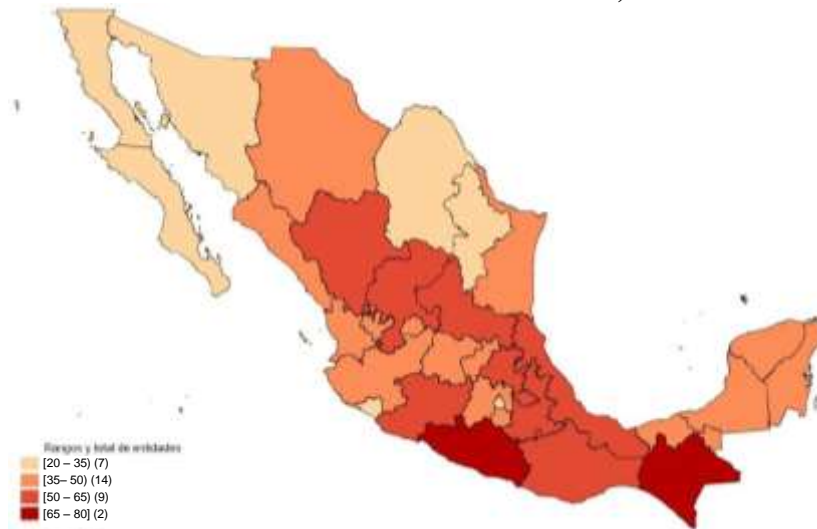 Rangos y total de entidades
[20 – 35) (7)
[35– 50) (14)
[50 – 65) (9)
[65 – 80] (2)